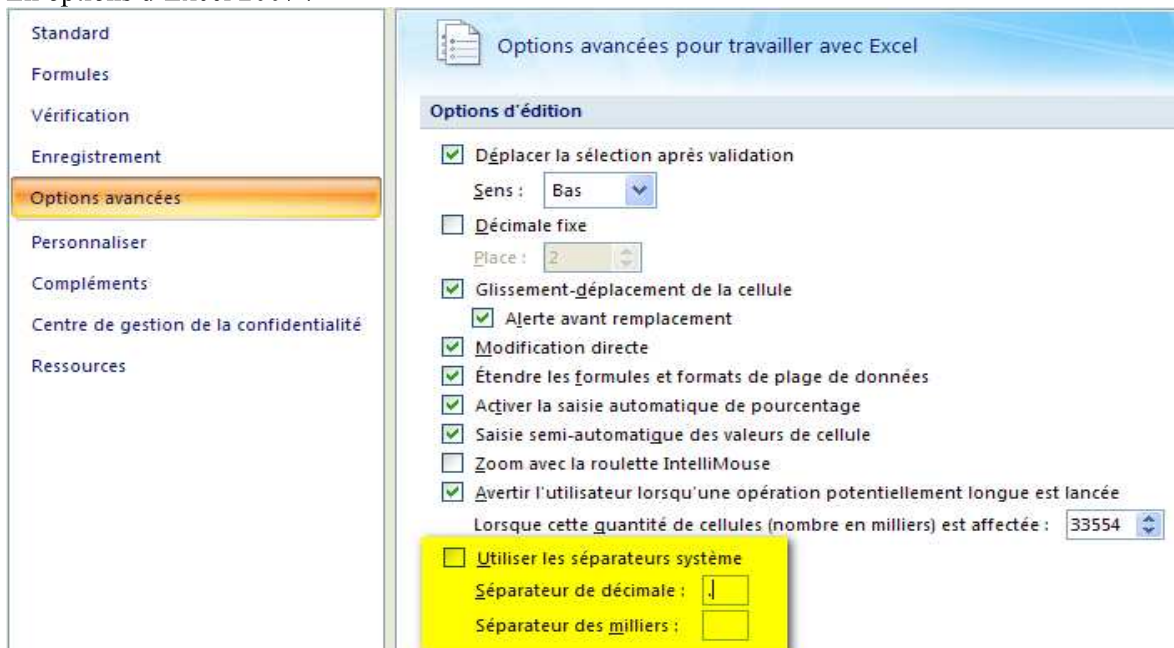 Standard
Formules
Vérification
Enregistrement
Options avancées
Personnaliser
Compléments
Centre de gestion de la confidentialité
Ressources
Options avancées pour travailler avec Excel
Options d'édition
Déplacer la sélection après validation
Sens : Bas
Décimale fixe
Place : 2
Glissement-déplacement de la cellule
Alerte avant remplacement
Modification directe
Étendre les formules et formats de plage de données
Activer la saisie automatique de pourcentage
Saisie semi-automatique des valeurs de cellule
Zoom avec la roulette IntelliMouse
Avertir l'utilisateur lorsqu'une opération potentiellement longue est lancée
Lorsque cette quantité de cellules (nombre en milliers) est affectée : 33554
Utiliser les séparateurs système
Séparateur de décimale : .
Séparateur des milliers :